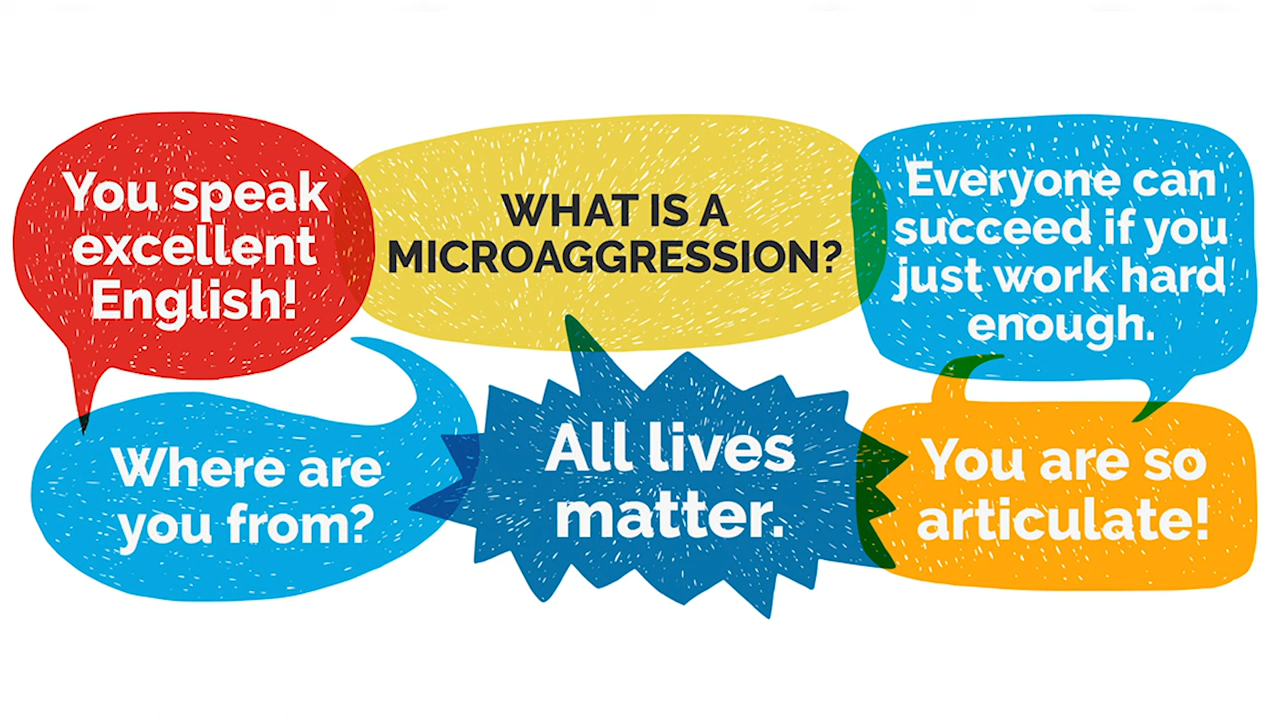 You speak
excellent
English!
WHAT IS A
MICROAGGRESSION?
Everyone can
succeed if you
just work hard
enough.
Where are
you from?
All lives
matter.
You are so
articulate!